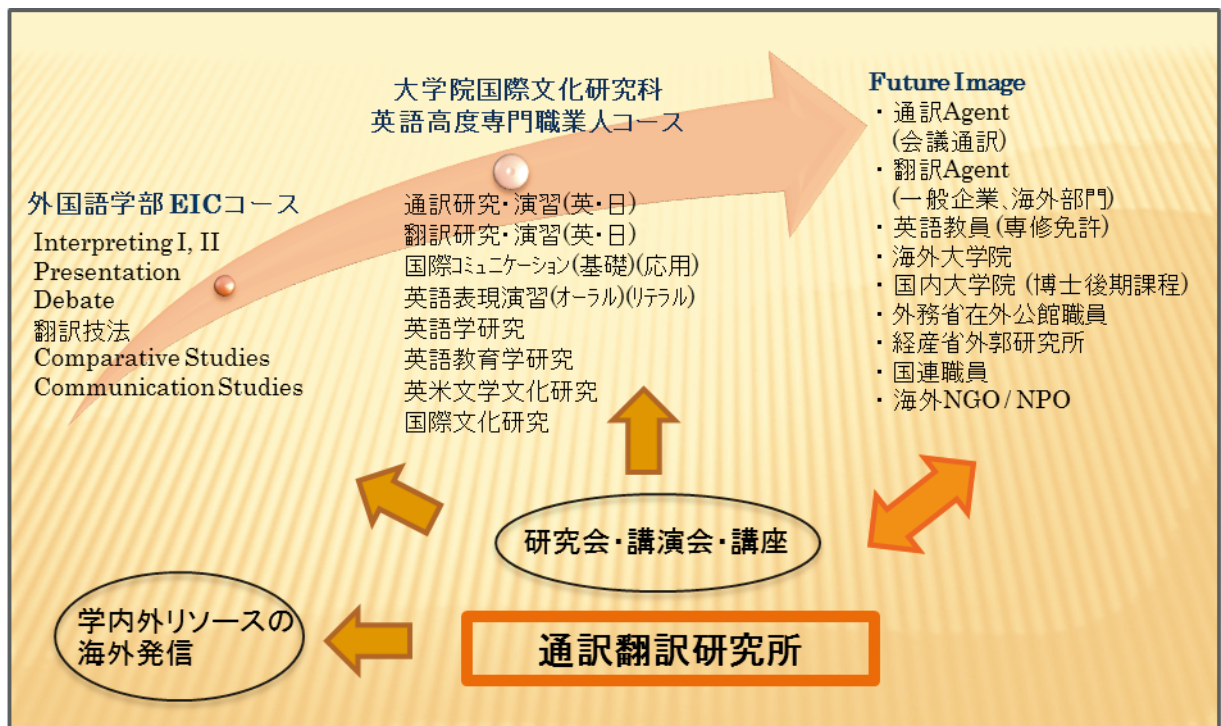 外国語学部 EICコース
Interpreting I, II
Presentation
Debate
翻訳技法
Comparative Studies
Communication Studies
大学院国際文化研究科
英語高度専門職業人コース
通訳研究・演習(英・日)
翻訳研究・演習(英・日)
国際ｺﾐｭﾆｹｰｼｮﾝ(基礎)(応用)
英語表現演習(ｵｰﾗﾙ)(ﾘﾃﾗﾙ)
英語学研究
英語教育学研究
英米文学文化研究
国際文化研究
Future Image
・通訳Agent
(会議通訳)
・翻訳Agent
(一般企業、海外部門)
・英語教員(専修免許)
・海外大学院
・国内大学院 (博士後期課程)
・外務省在外公館職員
・経産省外郭研究所
・国連職員
・海外NGO / NPO
研究会・講演会・講座
学内外リソースの
海外発信
通訳翻訳研究所